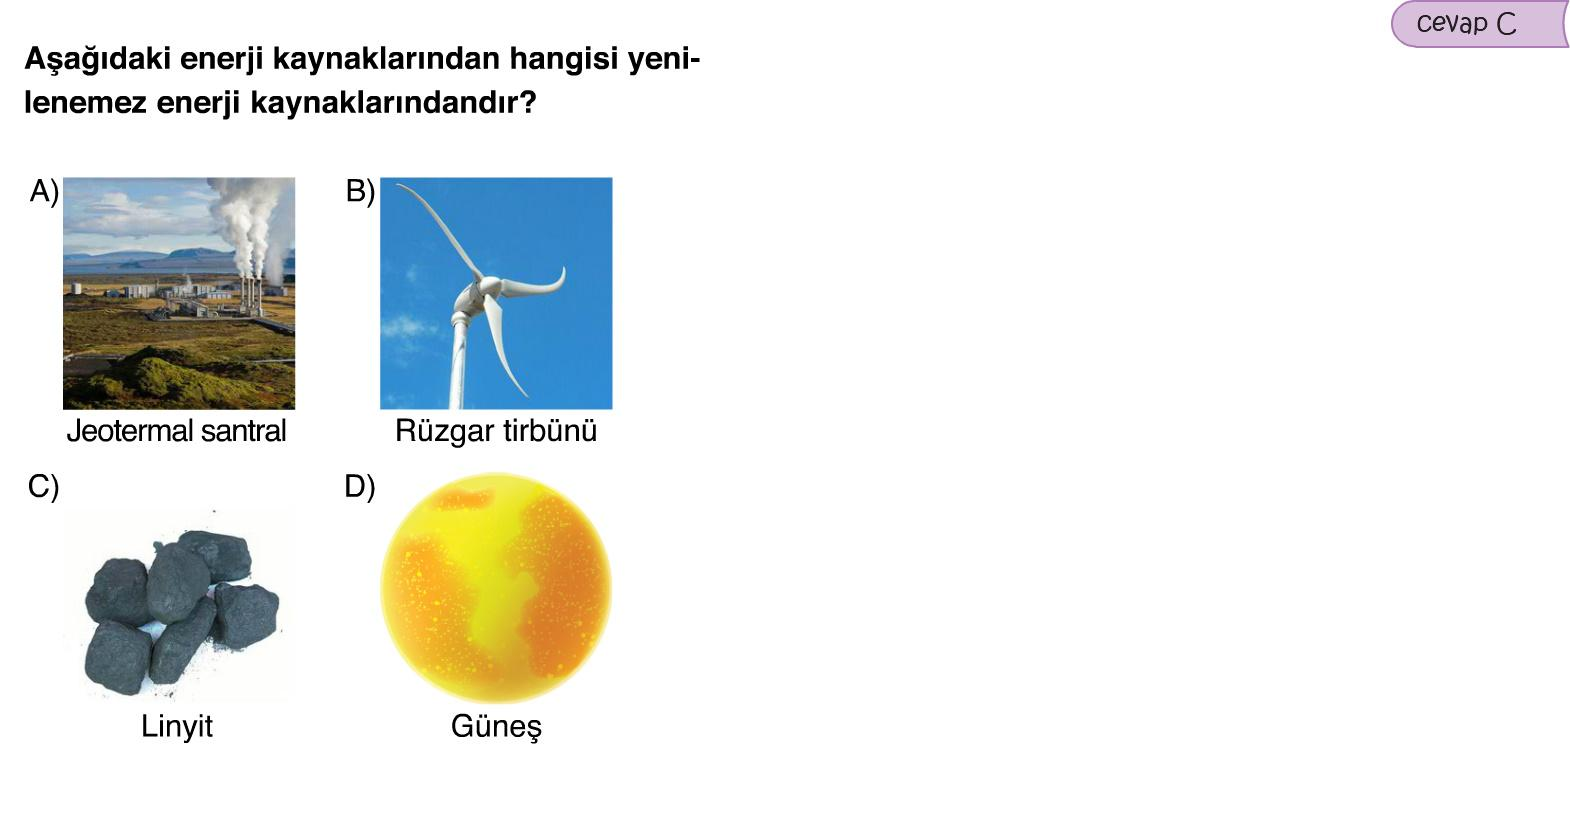 cevap C
Aşağıdaki enerji kaynaklarından hangisi yeni-
lenemez enerji kaynaklarındandır?
A)
B)
Jeotermal santral
Rüzgar tirbünü
C)
D)
Linyit
Güneş